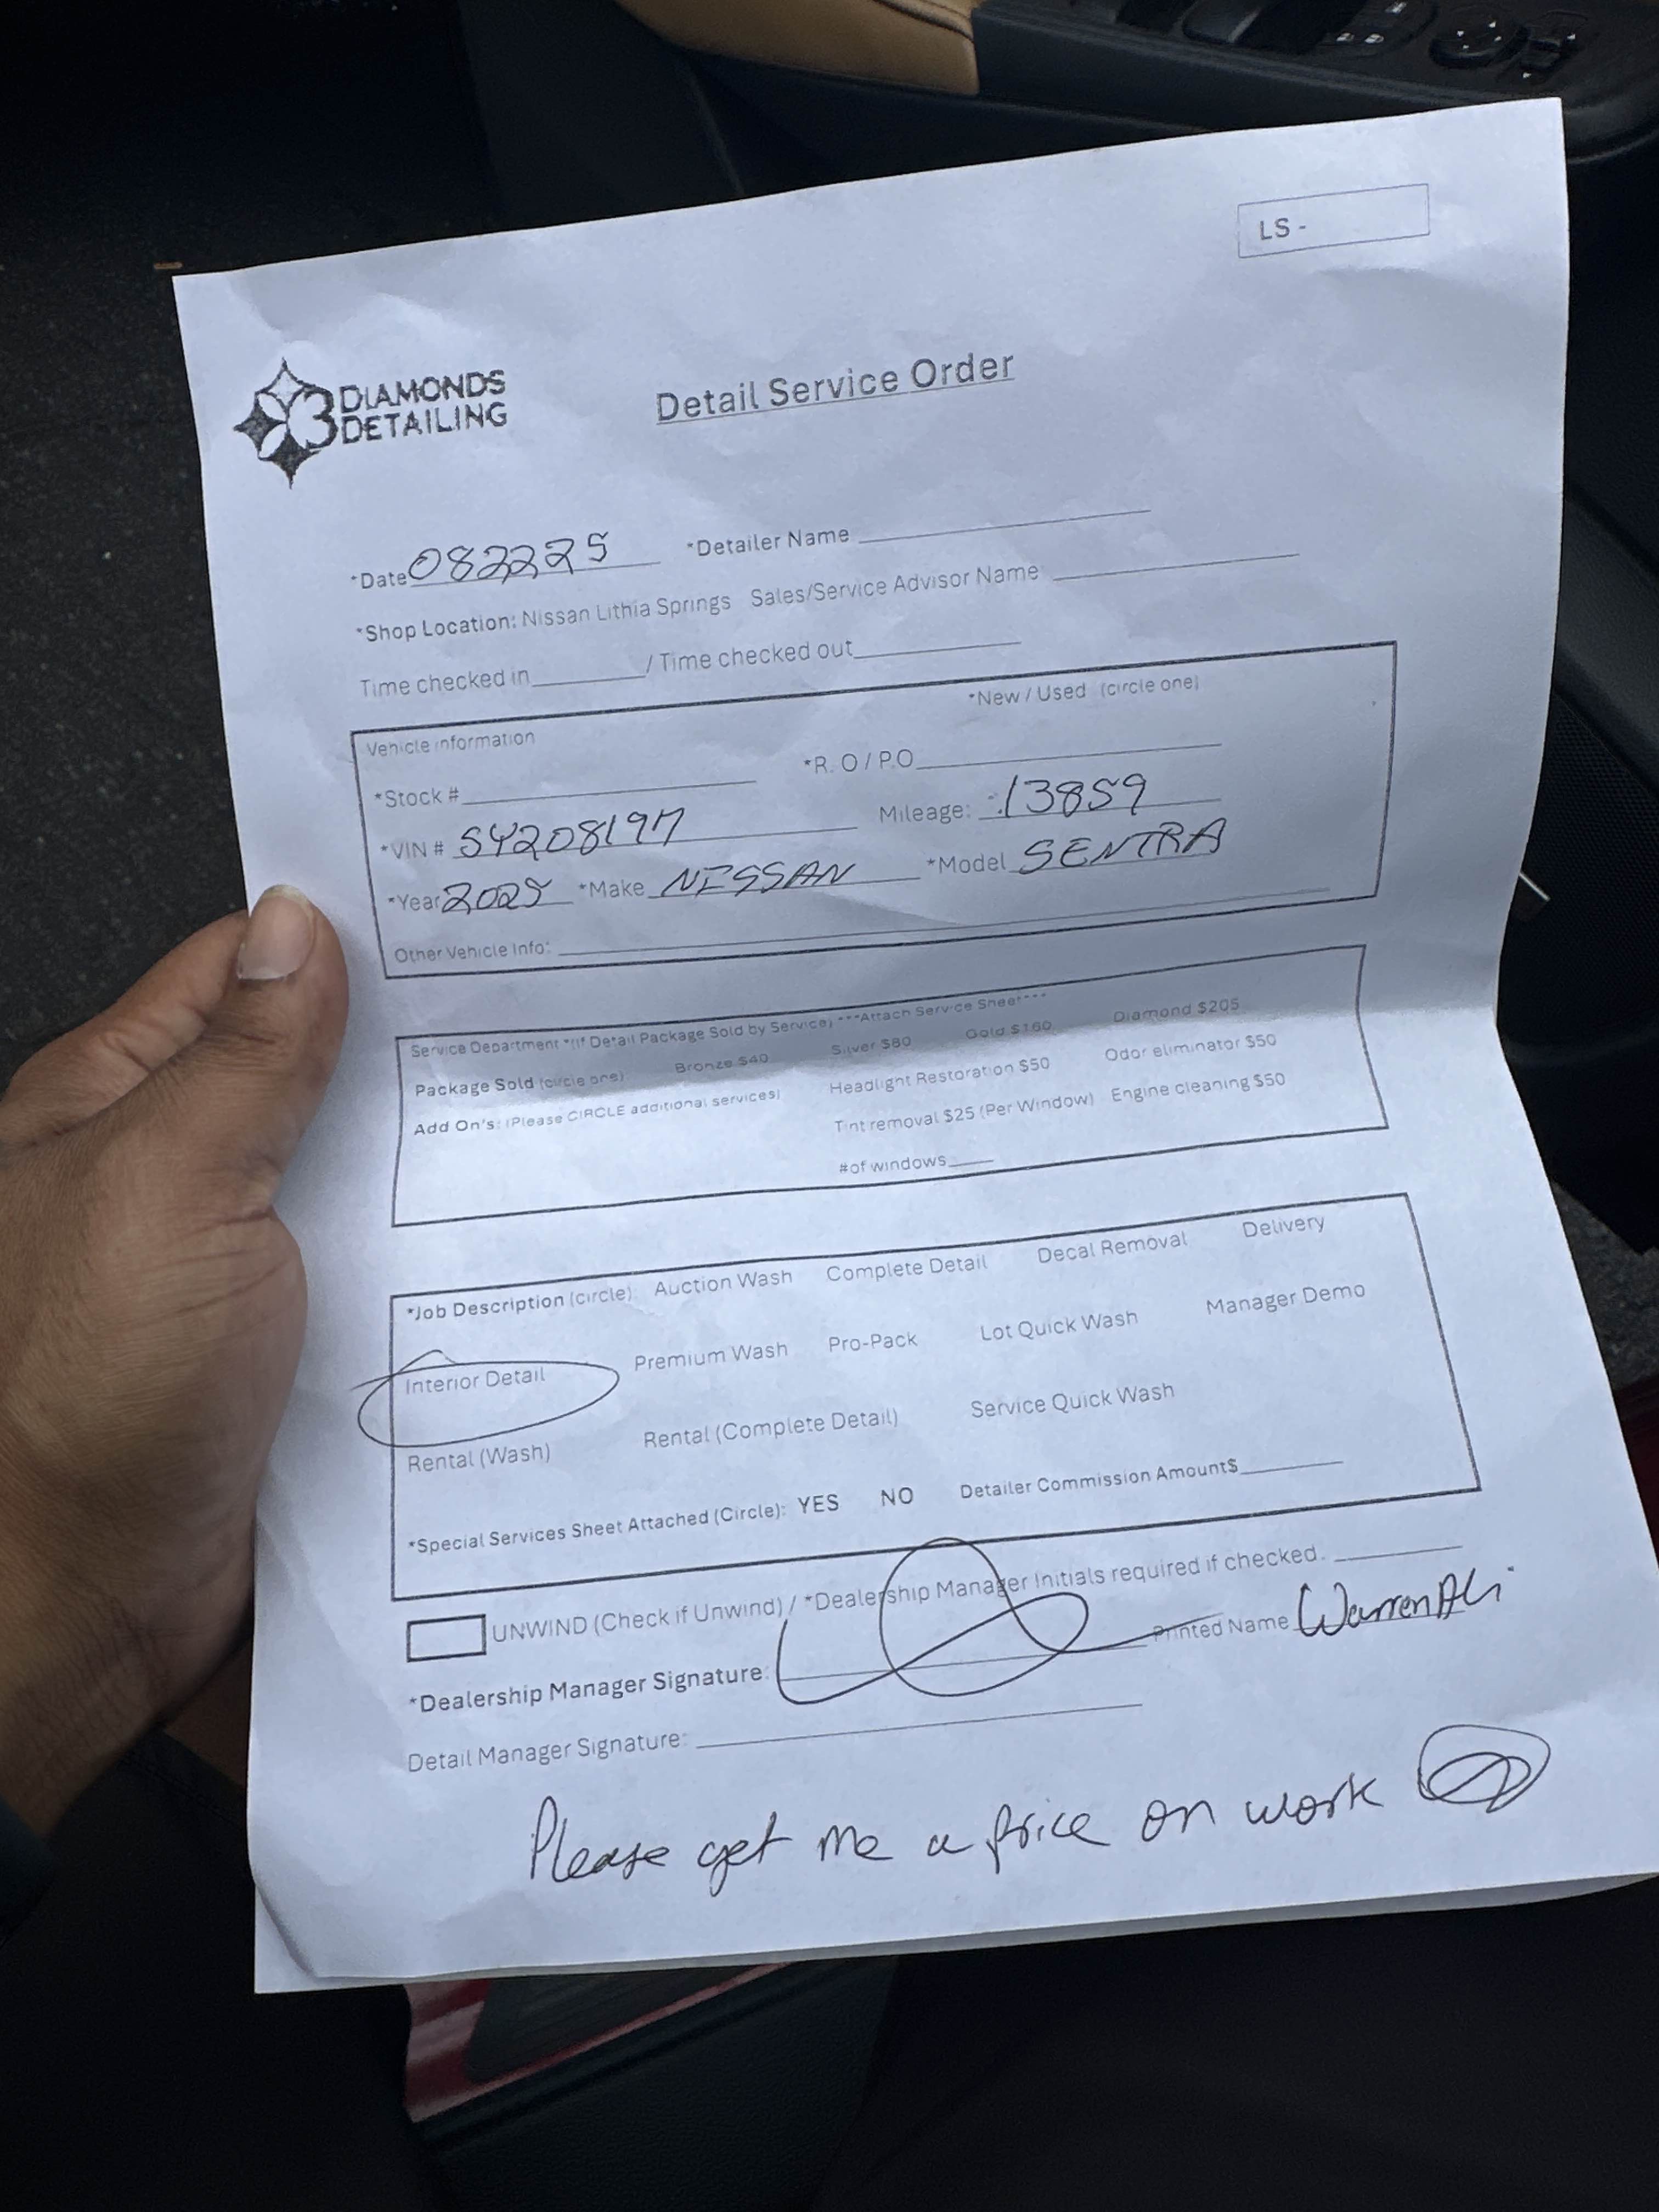 LS -
3 DIAMONDS
DETAILING
Detail Service Order
*Date 082225 *Detailer Name
*Shop Location: Nissan Lithia Springs Sales/Service Advisor Name
Time checked in / Time checked out
Vehicle information *New / Used (circle one)
*Stock # *R. O / P.O
*VIN # SY208197 Mileage: 13859
*Year 2025 *Make NISSAN *Model SENTRA
Other Vehicle Info:
Service Department *(If Detail Package Sold by Service) ***Attach Service Sheet***
Package Sold (circle one) Bronze $40 Silver $80 Gold $160 Diamond $205
Add On's: (Please CIRCLE additional services) Headlight Restoration $50 Odor eliminator $50
Tint removal $25 (Per Window) Engine cleaning $50
#of windows
*Job Description (circle) Auction Wash Complete Detail Decal Removal Delivery
Interior Detail Premium Wash Pro-Pack Lot Quick Wash Manager Demo
Rental (Wash) Rental (Complete Detail) Service Quick Wash
*Special Services Sheet Attached (Circle): YES NO Detailer Commission Amount$
UNWIND (Check if Unwind) / *Dealership Manager Initials required if checked.
*Dealership Manager Signature: Printed Name Warren Ali
Detail Manager Signature:
Please get me a price on work